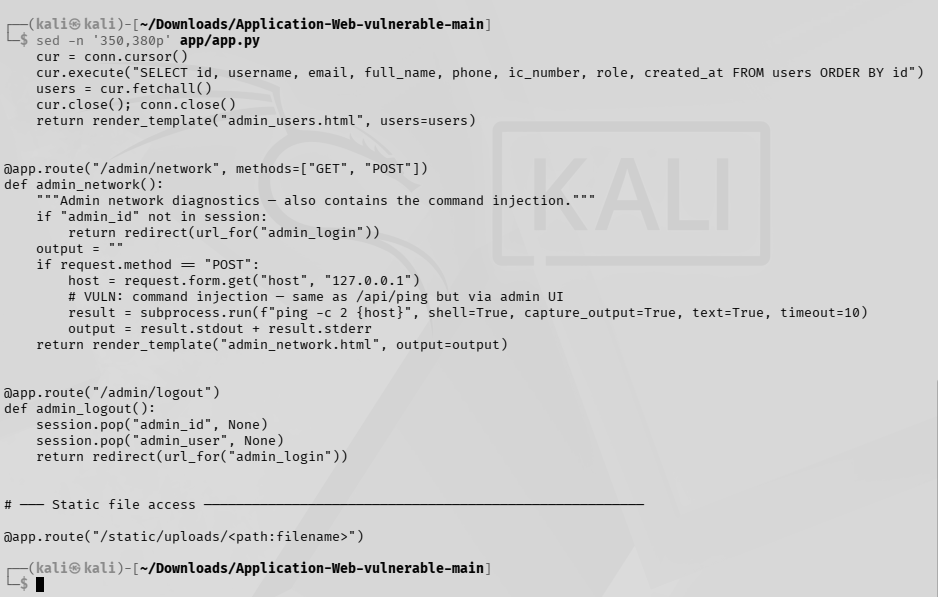 ┌──(kali㉿kali)-[~/Downloads/Application-Web-vulnerable-main]
└─$ sed -n '350,380p' app/app.py
    cur = conn.cursor()
    cur.execute("SELECT id, username, email, full_name, phone, ic_number, role, created_at FROM users ORDER BY id")
    users = cur.fetchall()
    cur.close(); conn.close()
    return render_template("admin_users.html", users=users)
@app.route("/admin/network", methods=["GET", "POST"])
def admin_network():
    """Admin network diagnostics — also contains the command injection."""
    if "admin_id" not in session:
        return redirect(url_for("admin_login"))
    output = ""
    if request.method == "POST":
        host = request.form.get("host", "127.0.0.1")
        # VULN: command injection — same as /api/ping but via admin UI
        result = subprocess.run(f"ping -c 2 {host}", shell=True, capture_output=True, text=True, timeout=10)
        output = result.stdout + result.stderr
    return render_template("admin_network.html", output=output)
@app.route("/admin/logout")
def admin_logout():
    session.pop("admin_id", None)
    session.pop("admin_user", None)
    return redirect(url_for("admin_login"))
# ─── Static file access ───────────────────────────────────────────────────────
@app.route("/static/uploads/<path:filename>")
┌──(kali㉿kali)-[~/Downloads/Application-Web-vulnerable-main]
└─$
KALI